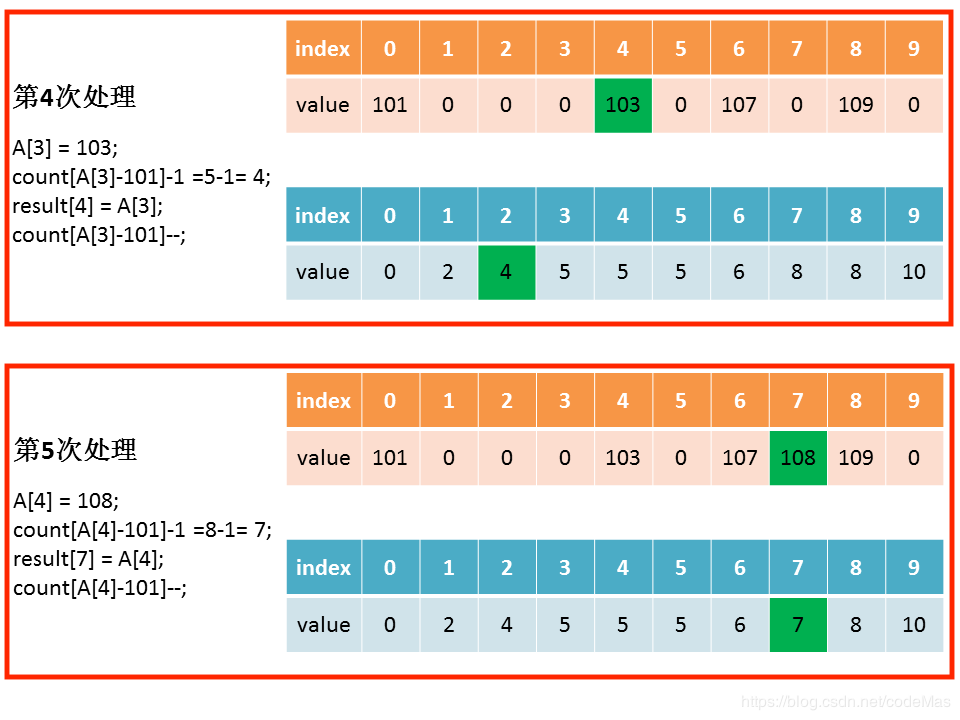 index 0 1 2 3 4 5 6 7 8 9
value 101 0 0 0 103 0 107 0 109 0
第4次处理
A[3] = 103;
count[A[3]-101]-1 =5-1= 4;
result[4] = A[3];
count[A[3]-101]--;
index 0 1 2 3 4 5 6 7 8 9
value 0 2 4 5 5 5 6 8 8 10
index 0 1 2 3 4 5 6 7 8 9
value 101 0 0 0 103 0 107 108 109 0
第5次处理
A[4] = 108;
count[A[4]-101]-1 =8-1= 7;
result[7] = A[4];
count[A[4]-101]--;
index 0 1 2 3 4 5 6 7 8 9
value 0 2 4 5 5 5 6 7 8 10
https://blog.csdn.net/codeMas